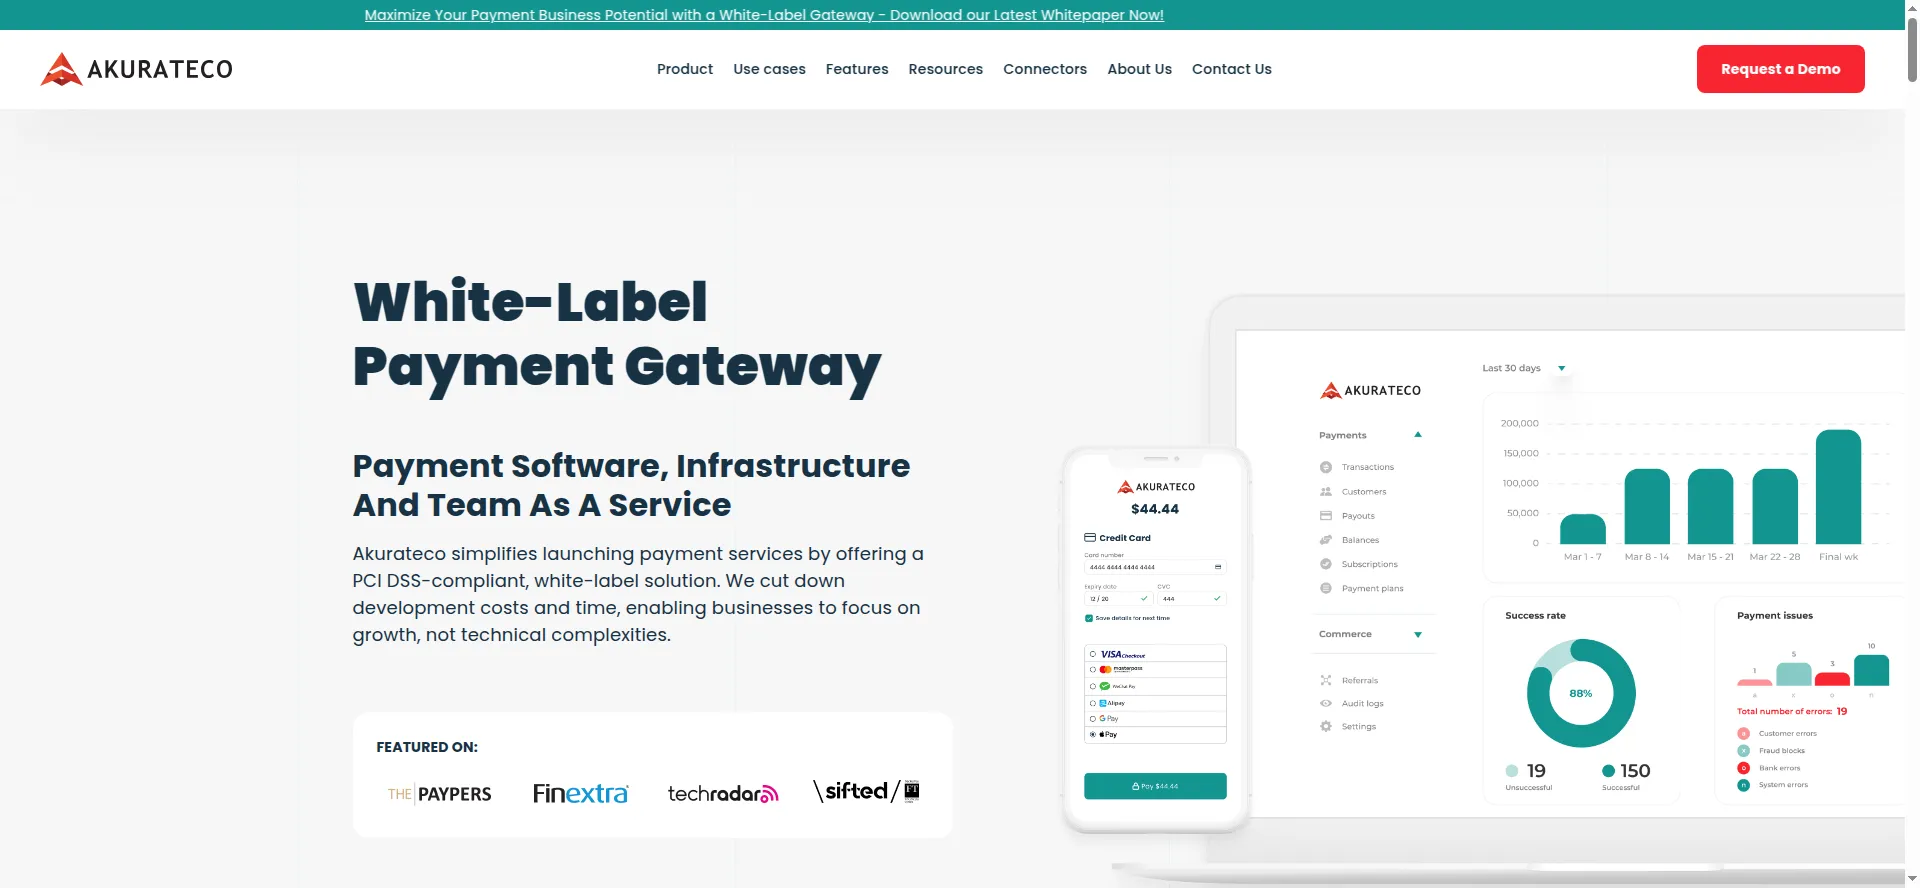 Maximize Your Payment Business Potential with a White-Label Gateway - Download our Latest Whitepaper Now!
AKURATECO
Product
Use cases
Features
Resources
Connectors
About Us
Contact Us
Request a Demo
White-Label
Payment Gateway
Payment Software, Infrastructure
And Team As A Service
Akurateco simplifies launching payment services by offering a
PCI DSS-compliant, white-label solution. We cut down
development costs and time, enabling businesses to focus on
growth, not technical complexities.
FEATURED ON:
THE PAYPERS
Finextra
techradar
\sifted/ FT
AKURATECO
$44.44
Credit Card
Card number
4444 4444 4444 4444
Expiry date
CVC
12 / 20
444
Save details for next time
VISA Checkout
masterpass
WeChat Pay
Alipay
G Pay
Pay
Pay $44.44
AKURATECO
Payments
Transactions
Customers
Payouts
Balances
Subscriptions
Payment plans
Commerce
Referrals
Audit logs
Settings
Last 30 days
200,000
150,000
100,000
50,000
0
Mar 1 - 7
Mar 8 - 14
Mar 15 - 21
Mar 22 - 28
Final wk
Success rate
88%
19
Unsuccessful
150
Successful
Payment issues
1
5
3
10
Total number of errors: 19
Customer errors
Fraud blocks
Bank errors
System errors